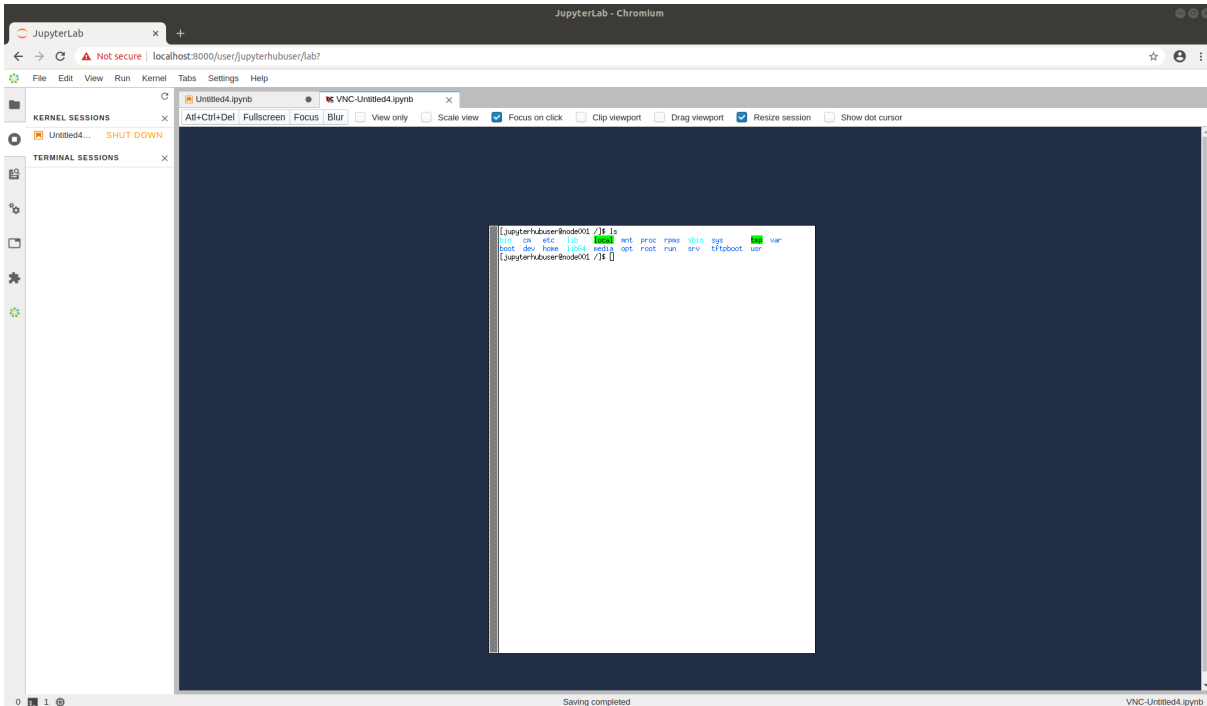 JupyterLab - Chromium
JupyterLab × +
Not secure | localhost:8000/user/jupyterhubuser/lab?
File Edit View Run Kernel Tabs Settings Help
Untitled4.ipynb VNC-Untitled4.ipynb ×
KERNEL SESSIONS ×
Atl+Ctrl+Del Fullscreen Focus Blur View only Scale view Focus on click Clip viewport Drag viewport Resize session Show dot cursor
Untitled4... SHUT DOWN
TERMINAL SESSIONS ×
[jupyterhubuser@node001 /]$ ls
bin cm etc lib local mnt proc rpms sbin sys tmp var
boot dev home lib64 media opt root run srv tftpboot usr
[jupyterhubuser@node001 /]$
0 1 Saving completed VNC-Untitled4.ipynb